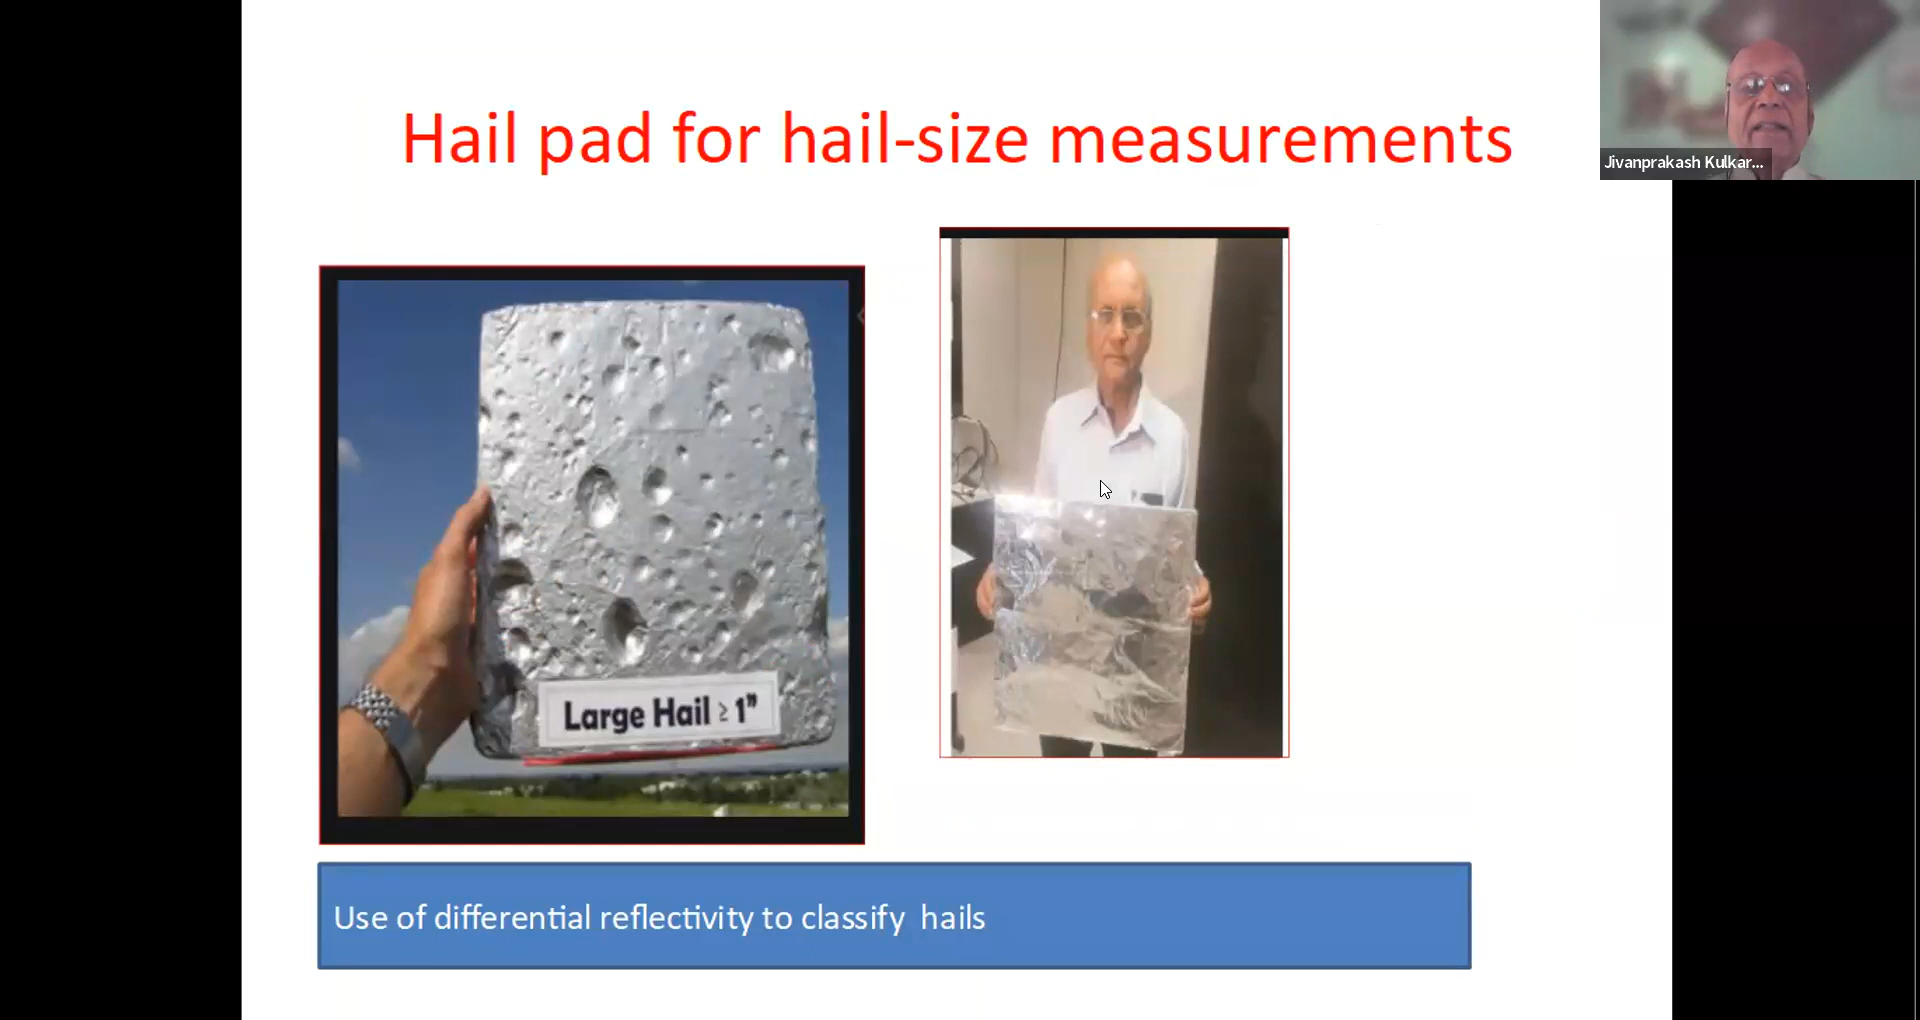 Hail pad for hail-size measurements
Jivanprakash Kulkar...
Large Hail ≥ 1”
Use of differential reflectivity to classify  hails